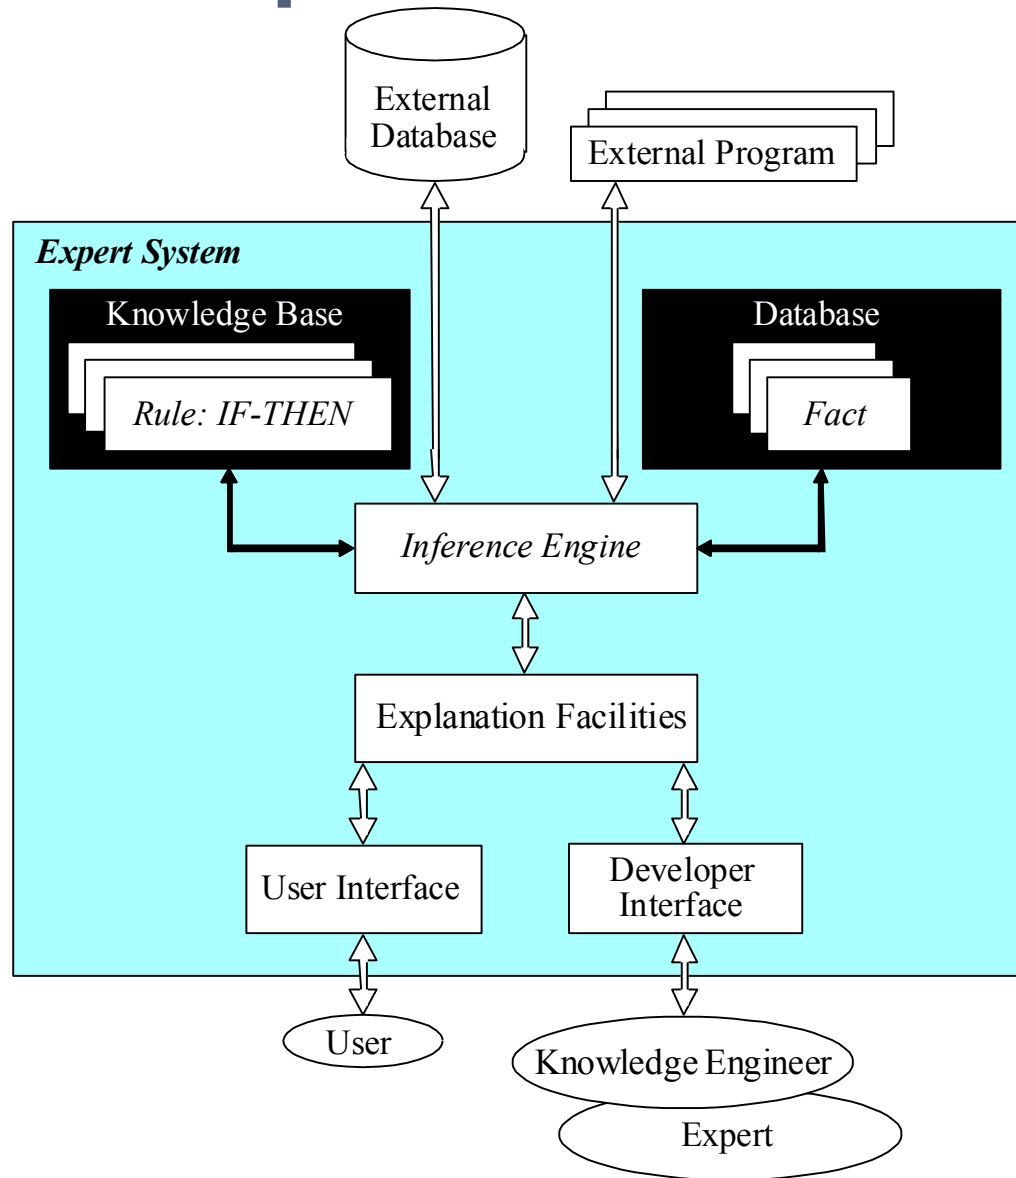 External
Database
External Program
Expert System
Knowledge Base
Rule: IF-THEN
Database
Fact
Inference Engine
Explanation Facilities
User Interface
Developer
Interface
User
Knowledge Engineer
Expert